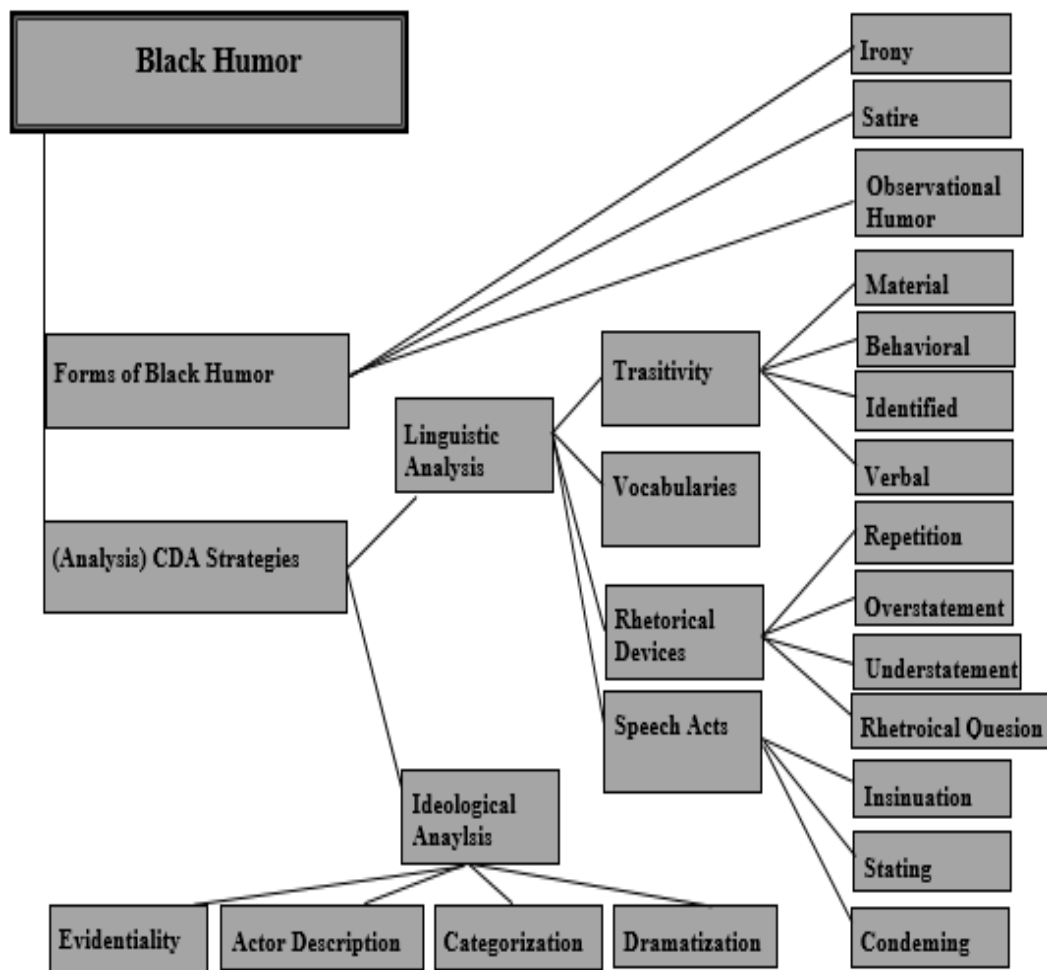 Black Humor
Irony
Satire
Observational
Humor
Forms of Black Humor
Material
Behavioral
Identified
Verbal
Trasitivity
Linguistic
Analysis
Vocabularies
(Analysis) CDA Strategies
Repetition
Overstatement
Understatement
Rhetroical Quesion
Rhetorical
Devices
Speech Acts
Insinuation
Stating
Condeming
Ideological
Anaylsis
Evidentiality
Actor Description
Categorization
Dramatization